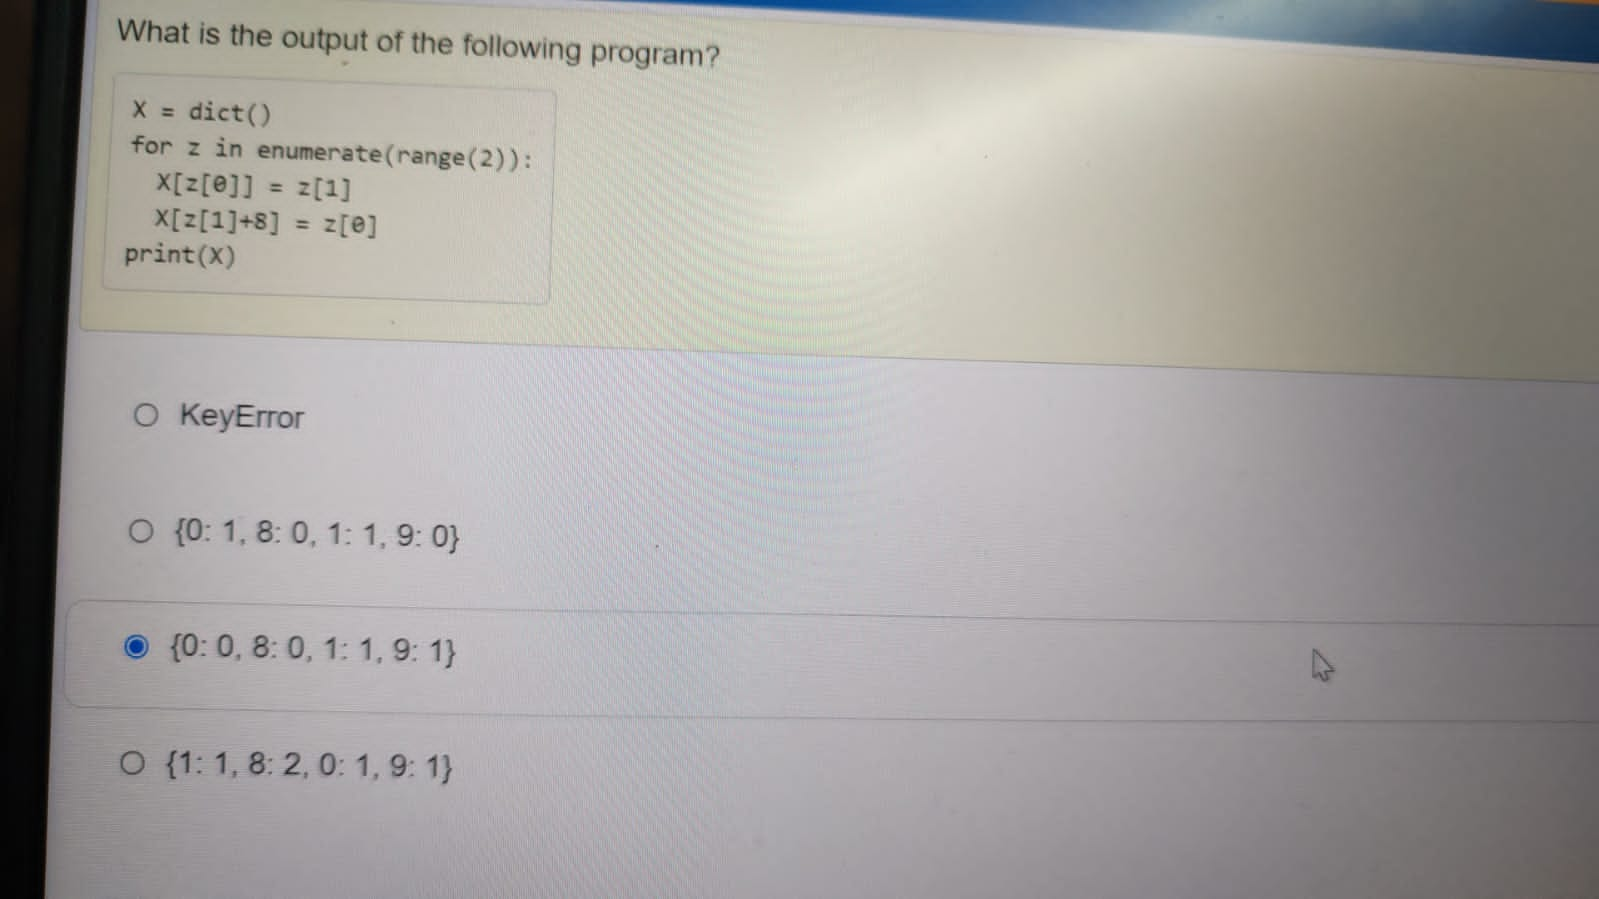 What is the output of the following program?
X = dict()
for z in enumerate(range(2)):
  X[z[0]] = z[1]
  X[z[1]+8] = z[0]
print(X)
KeyError
{0: 1, 8: 0, 1: 1, 9: 0}
{0: 0, 8: 0, 1: 1, 9: 1}
{1: 1, 8: 2, 0: 1, 9: 1}